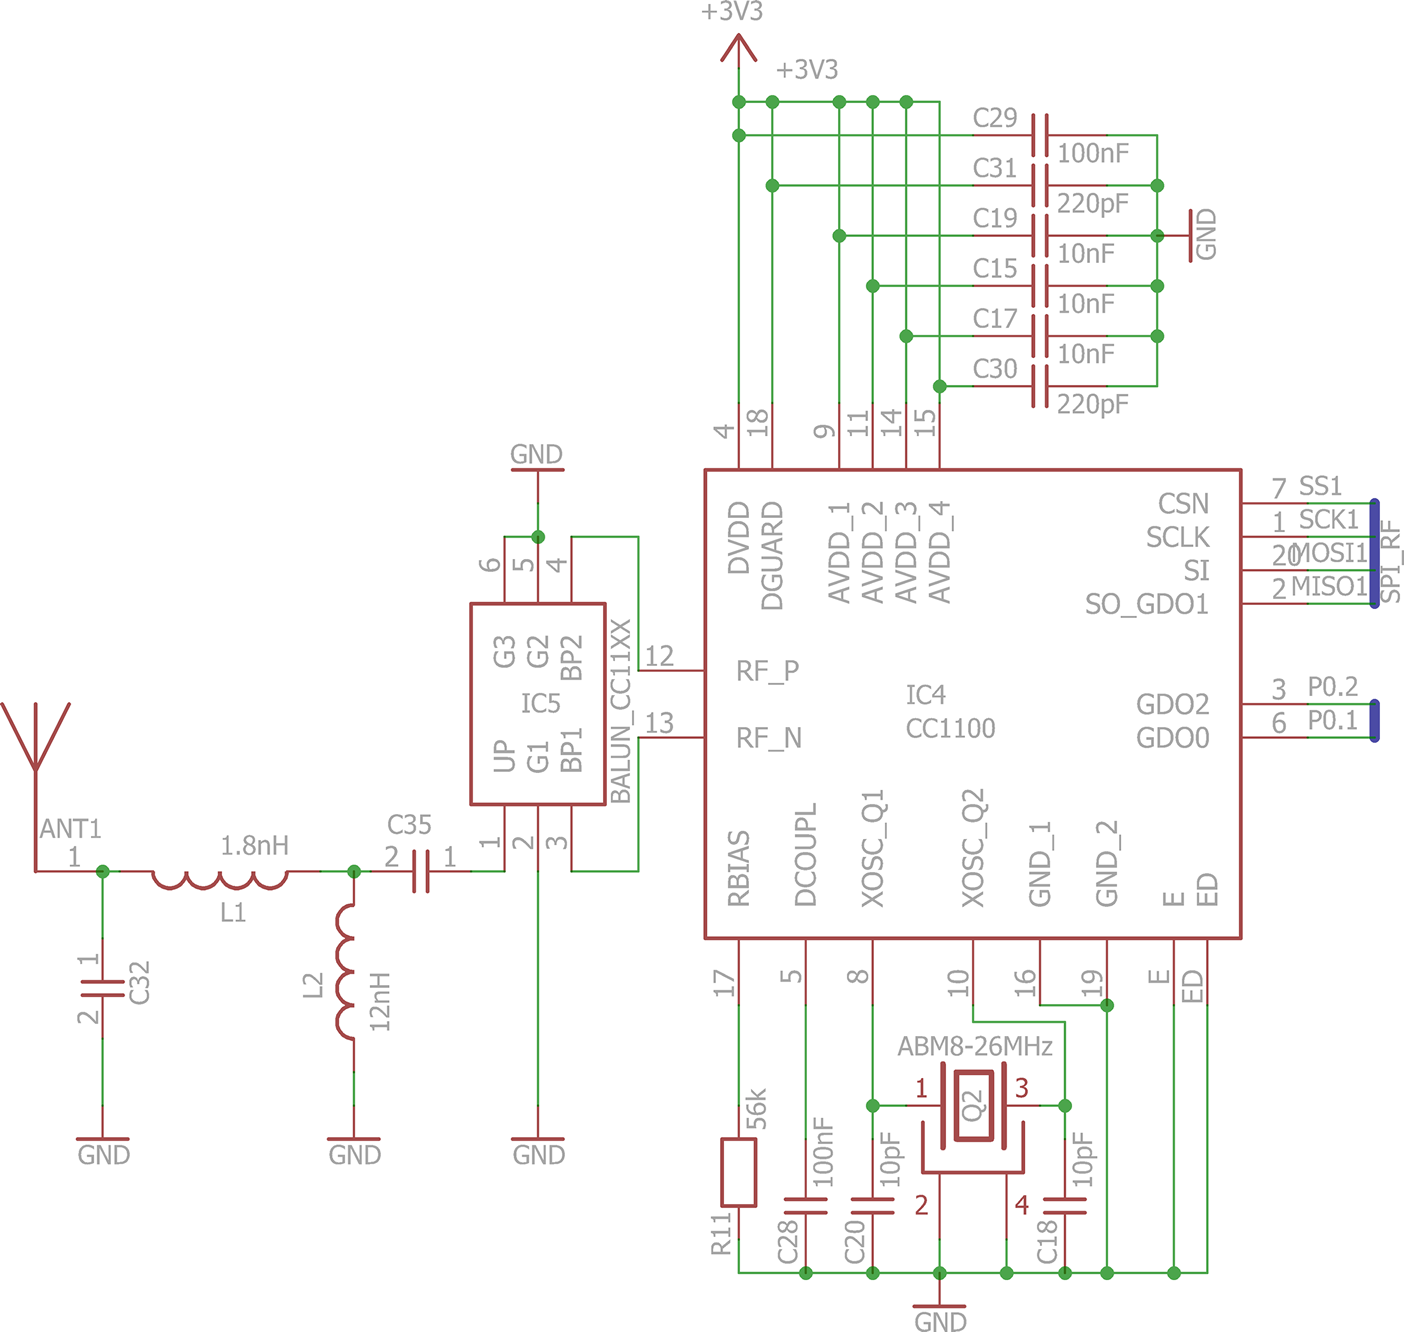 +3V3
+3V3
C29
100nF
C31
220pF
C19
10nF
GND
C15
10nF
C17
10nF
C30
220pF
4
18
9
11
14
15
GND
6
5
4
G3
G2
BP2
IC5
BALUN_CC11XX
UP
G1
BP1
1
2
3
12
13
DVDD
DGUARD
AVDD_1
AVDD_2
AVDD_3
AVDD_4
CSN
SCLK
SI
SO_GDO1
7 SS1
1 SCK1
20 MOSI1
2 MISO1
SPI_RF
RF_P
RF_N
IC4
CC1100
GDO2
GDO0
3 P0.2
6 P0.1
RBIAS
DCOUPL
XOSC_Q1
XOSC_Q2
GND_1
GND_2
E
ED
17
5
8
10
16
19
E
ED
ANT1
1
1.8nH
L1
C35
2
1
1
2
C32
L2
12nH
GND
GND
GND
ABM8-26MHz
1
Q2
3
2
4
56k
R11
100nF
C28
10pF
C20
10pF
C18
GND